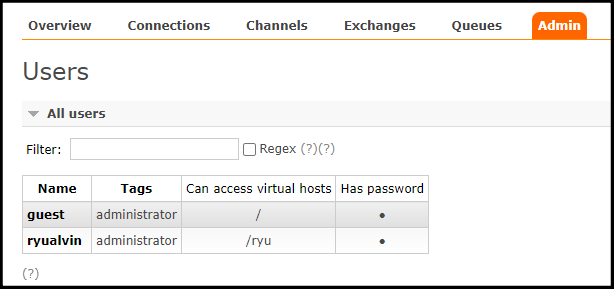 Overview Connections Channels Exchanges Queues Admin
Users
All users
Filter: Regex (?)(?)
Name Tags Can access virtual hosts Has password
guest administrator / •
ryualvin administrator /ryu •
(?)